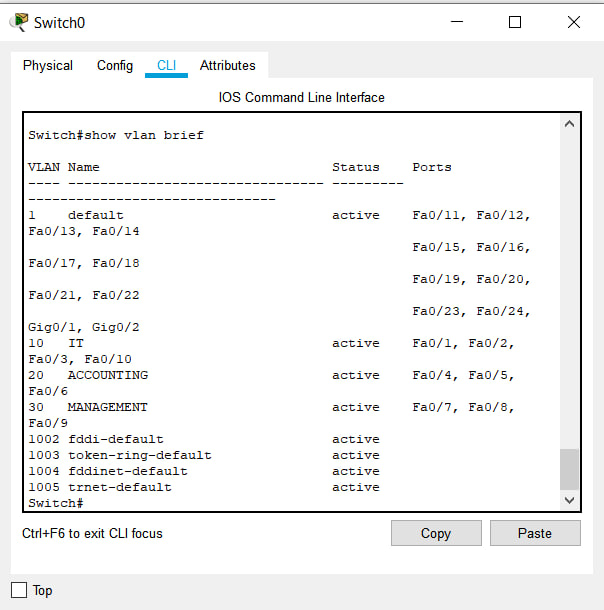 Switch0
Physical Config CLI Attributes
IOS Command Line Interface
Switch#show vlan brief
VLAN Name                             Status    Ports
---- -------------------------------- ---------
-------------------------------
1    default                          active    Fa0/11, Fa0/12,
Fa0/13, Fa0/14
                                                Fa0/15, Fa0/16,
Fa0/17, Fa0/18
                                                Fa0/19, Fa0/20,
Fa0/21, Fa0/22
                                                Fa0/23, Fa0/24,
Gig0/1, Gig0/2
10   IT                               active    Fa0/1, Fa0/2,
Fa0/3, Fa0/10
20   ACCOUNTING                       active    Fa0/4, Fa0/5,
Fa0/6
30   MANAGEMENT                       active    Fa0/7, Fa0/8,
Fa0/9
1002 fddi-default                     active
1003 token-ring-default               active
1004 fddinet-default                  active
1005 trnet-default                    active
Switch#
Ctrl+F6 to exit CLI focus Copy Paste
Top